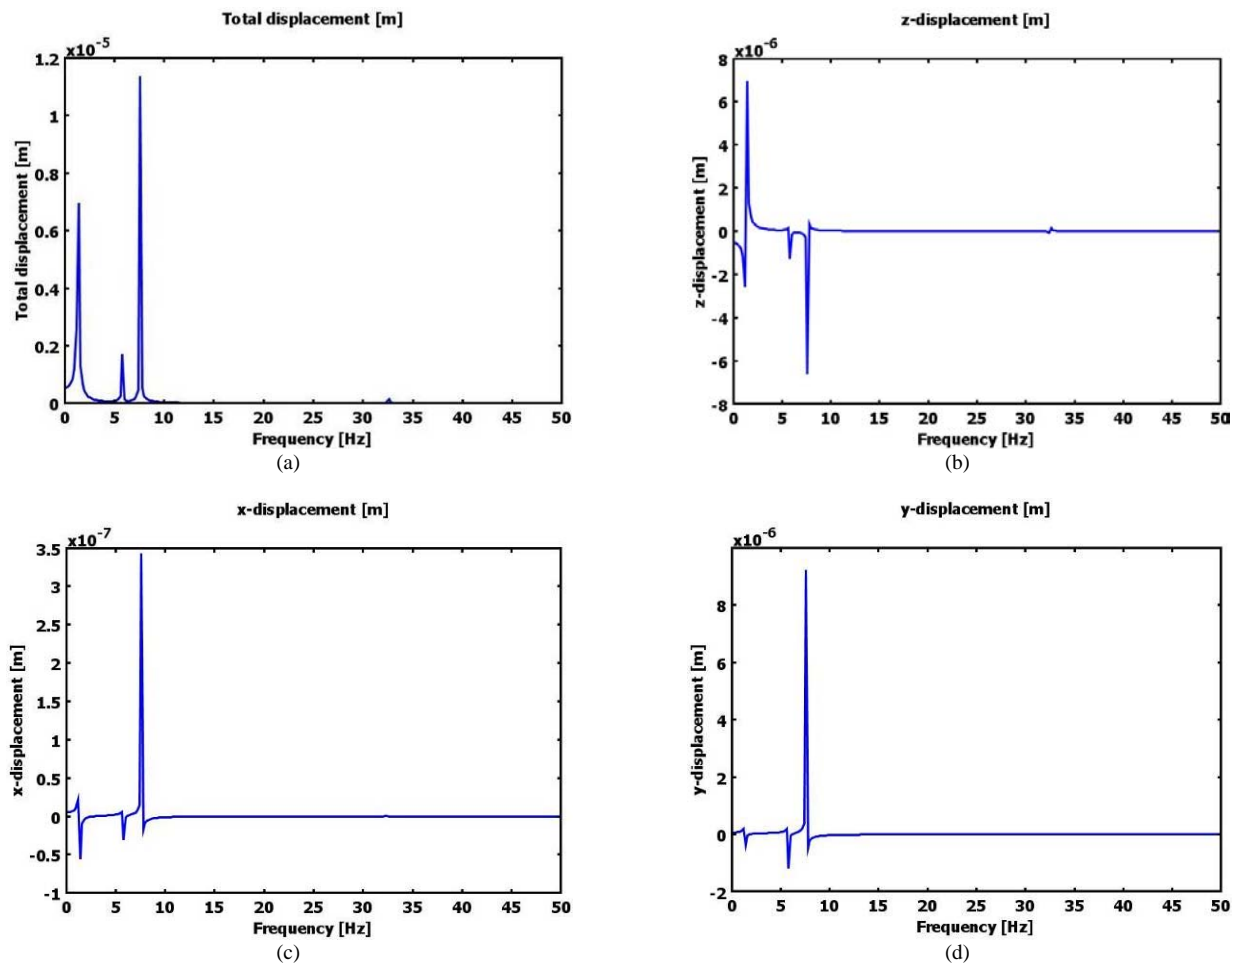 Total displacement [m]
x10-5
1.2
1
0.8
0.6
0.4
0.2
0
Total displacement [m]
0 5 10 15 20 25 30 35 40 45 50
Frequency [Hz]
(a)
z-displacement [m]
x10-6
8
6
4
2
0
-2
-4
-6
-8
z-displacement [m]
0 5 10 15 20 25 30 35 40 45 50
Frequency [Hz]
(b)
x-displacement [m]
x10-7
3.5
3
2.5
2
1.5
1
0.5
0
-0.5
-1
x-displacement [m]
0 5 10 15 20 25 30 35 40 45 50
Frequency [Hz]
(c)
y-displacement [m]
x10-6
8
6
4
2
0
-2
y-displacement [m]
0 5 10 15 20 25 30 35 40 45 50
Frequency [Hz]
(d)